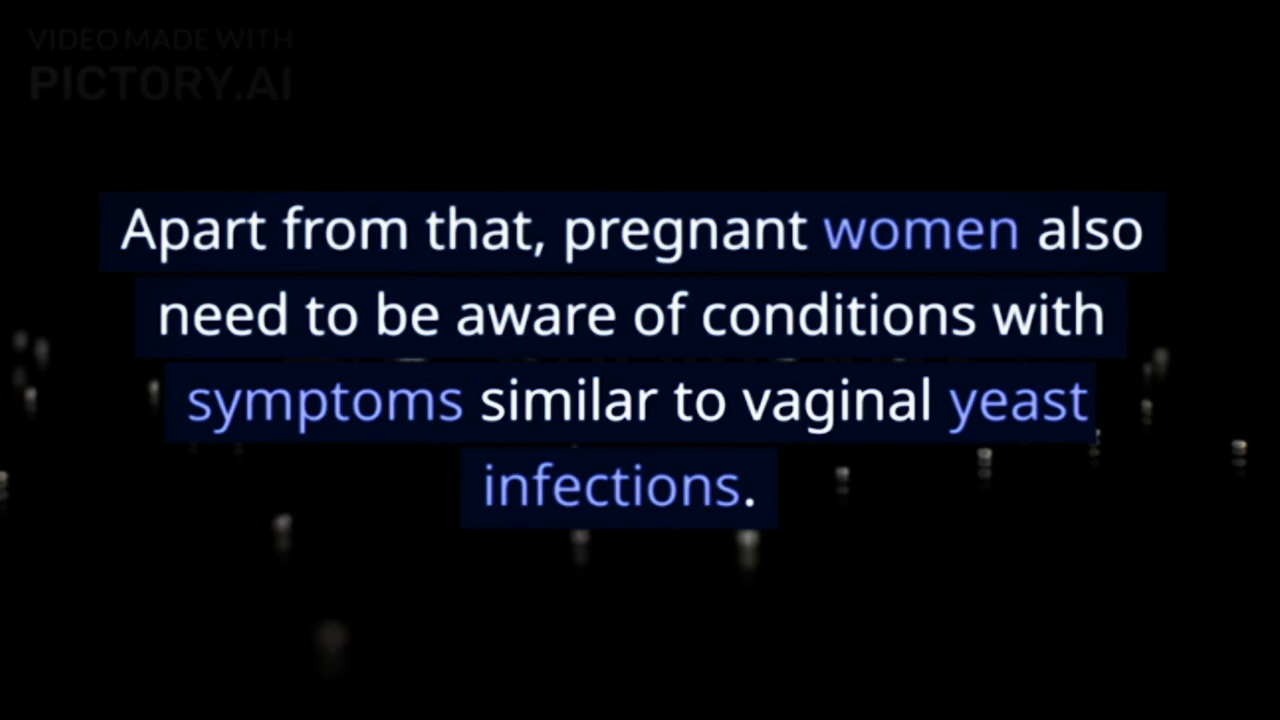 VIDEO MADE WITH
PICTORY.AI
Apart from that, pregnant women also
need to be aware of conditions with
symptoms similar to vaginal yeast
infections.